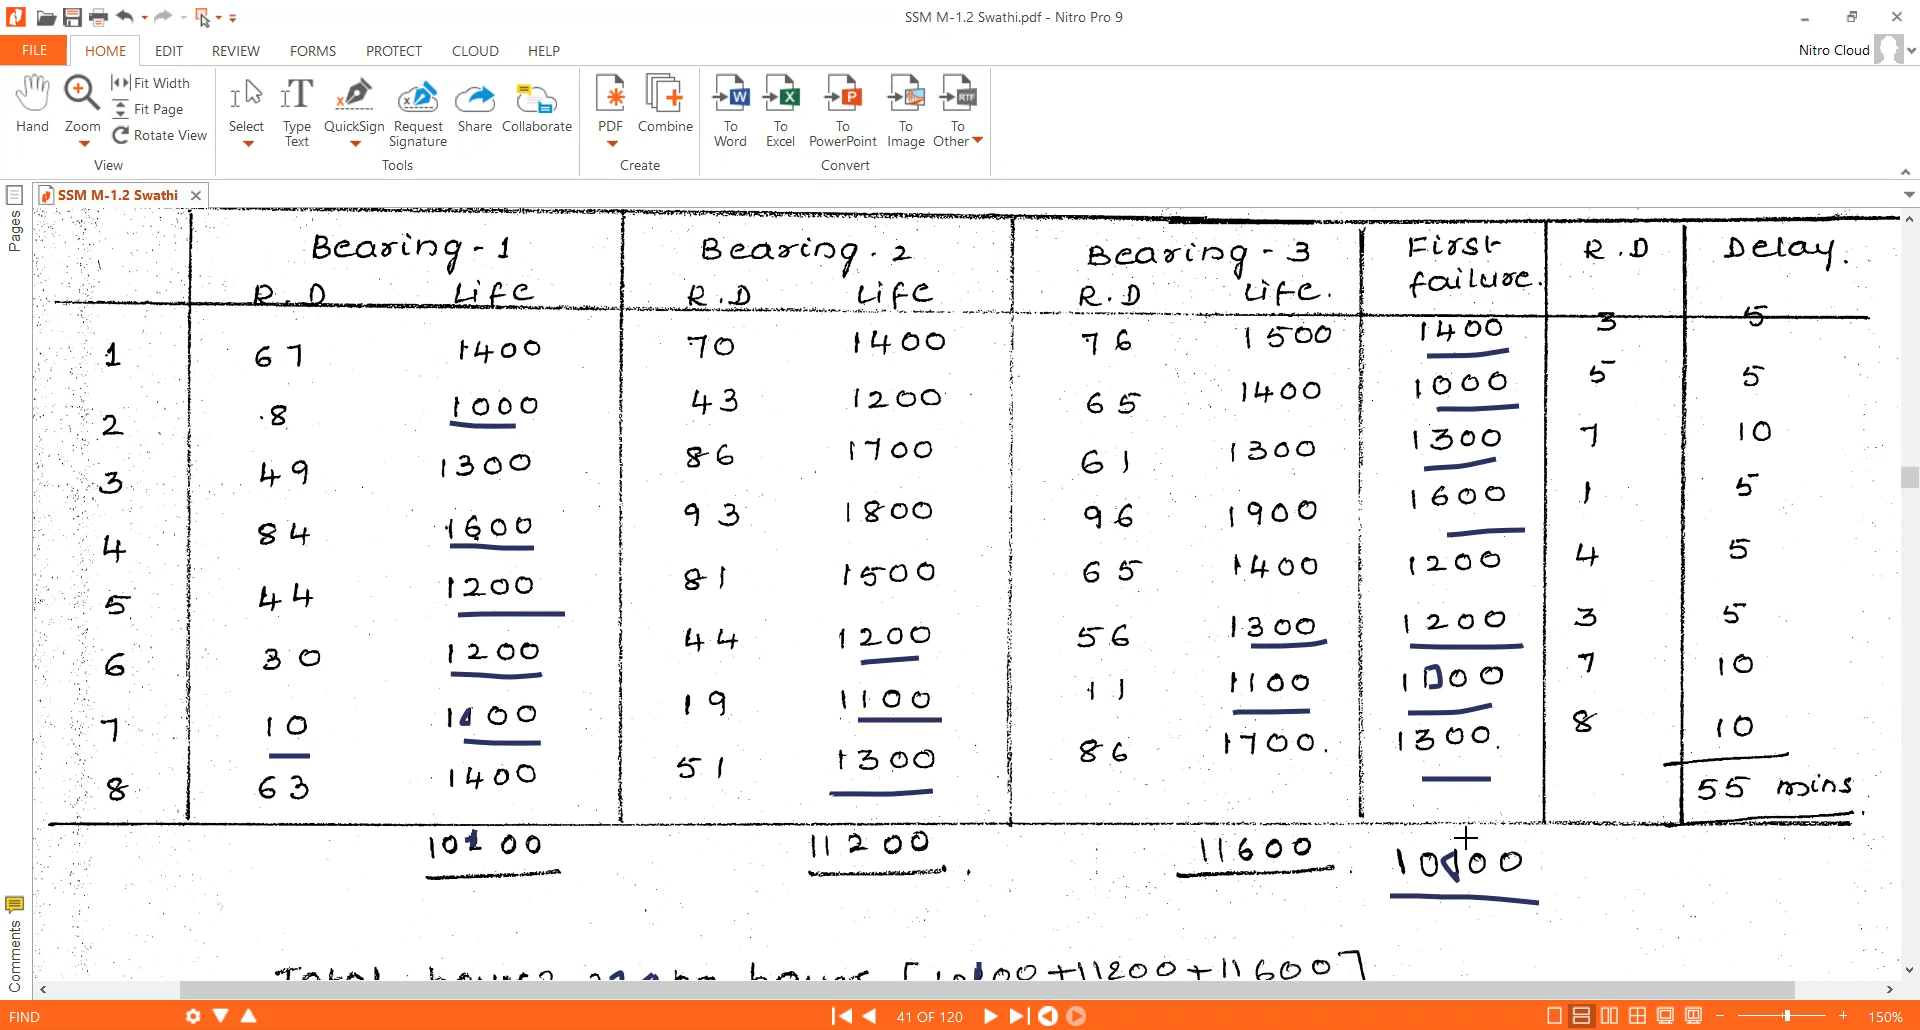 SSM M-1.2 Swathi.pdf - Nitro Pro 9
FILE HOME EDIT REVIEW FORMS PROTECT CLOUD HELP Nitro Cloud
Hand Zoom Fit Width
Fit Page
Rotate View
View
Select Type Text QuickSign Request Signature Share Collaborate
Tools
PDF Combine
Create
To Word To Excel To PowerPoint To Image To Other
Convert
SSM M-1.2 Swathi
Pages
Comments
Bearing - 1 Bearing . 2 Bearing - 3 First failure. R.D Delay.
R.D Life R.D Life R.D Life.
1 67 1400 70 1400 76 1500 1400 3 5
2 .8 1000 43 1200 65 1400 1000 5 5
3 49 1300 86 1700 61 1300 1300 7 10
4 84 1600 93 1800 96 1900 1600 1 5
5 44 1200 81 1500 65 1400 1200 4 5
6 30 1200 44 1200 56 1300 1200 3 5
7 10 1000 19 1100 11 1100 1000 7 10
8 63 1400 51 1300 86 1700. 1300. 8 10
55 mins.
11200 . 11600 .
Total
+11200+11600]
FIND 41 OF 120 150%